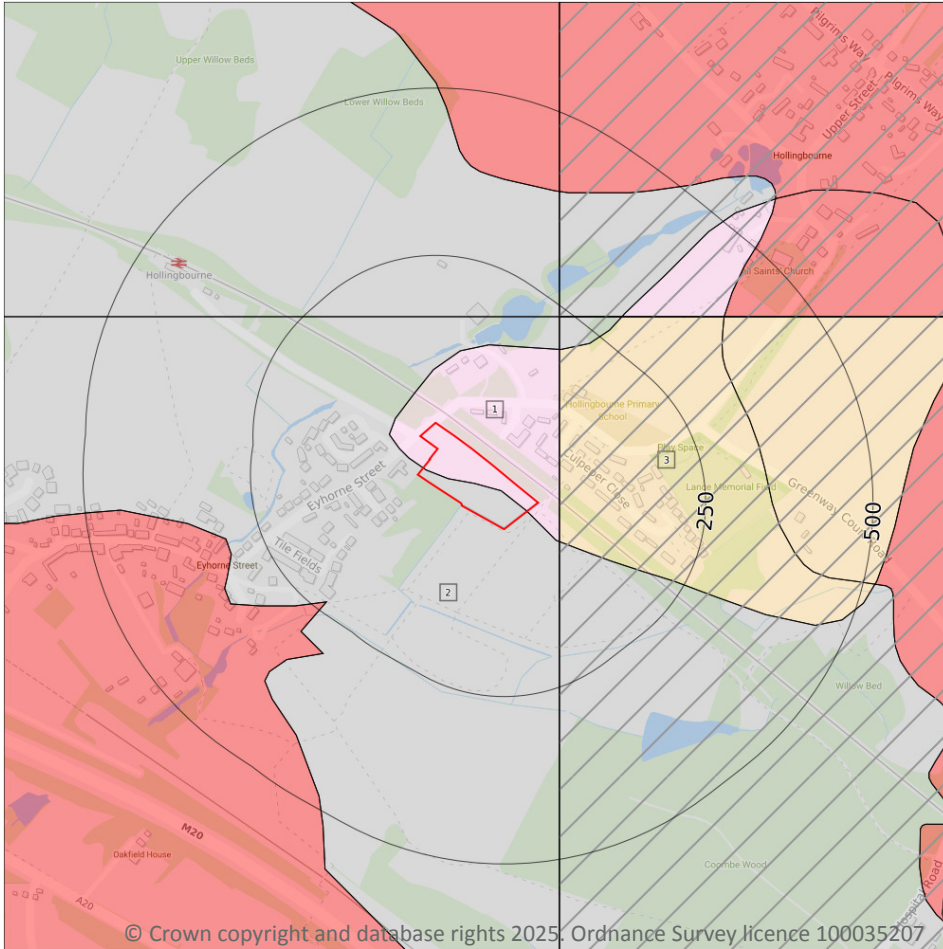 Pilgrims Way
Upper Willow Beds
Pilgrims Way
Upper Street
Lower Willow Beds
Hollingbourne
Hollingbourne
Saints' Church
1
Hollingbourne Primary
School
Play Space
3
Culpeper Close
Lance Memorial Field
Greenway Court Road
Eyhorne Street
250
500
Tile Fields
Eyhorne Street
2
Willow Bed
M20
Oakfield House
Coombe Wood
A20
Hospital Road
© Crown copyright and database rights 2025. Ordnance Survey licence 100035207